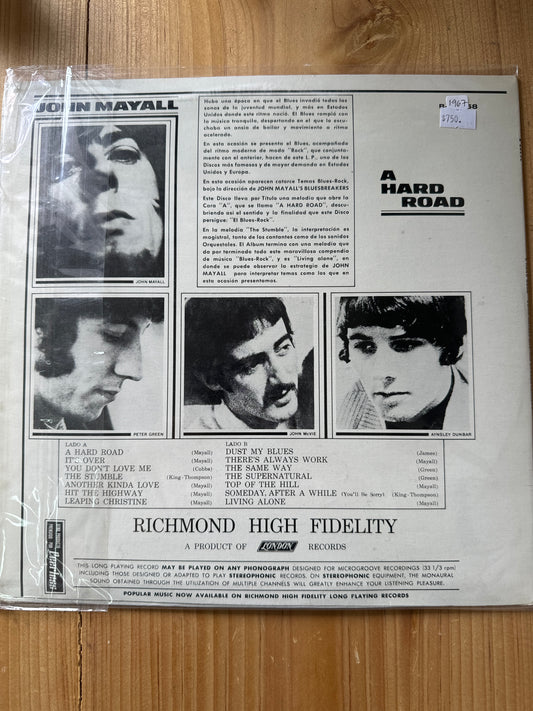 JOHN MAYALL
Hubo una época en que el Blues invadió todas las
zonas de la juventud mundial, y más en Estados
Unidos donde este ritmo nació. El Blues rompió con
la música tranquila, despertando en el que la escu-
chaba un ansia de bailar y movimiento a ritmo
acelerado.
En esta ocasión se presenta el Blues, acompañado
del ritmo moderno de moda "Rock", que conjunta-
mente con el anterior, hacen de este L.P., uno de los
Discos más famosos y de mayor éxito en Estados
Unidos y Europa.
En esta ocasión aparecen catorce Temas Blues-Rock,
bajo la dirección de JOHN MAYALL'S BLUESBREAKERS
Este Disco lleva por Título una melodía que abre la
Cara "A", que se llama "A HARD ROAD", descu-
briendo así el sentido y la finalidad que este Disco
persigue: "El Blues-Rock".
En la melodía "The Stumble", la interpretación es
magistral, tanto de los cantantes como de los sonidos
Orquestales. El Album termina con una melodía que
da por terminado todo este maravilloso compendio
de música "Blues-Rock", y es "Living alone", en
donde se puede observar la estrategia de JOHN
MAYALL para interpretar temas como los que en
esta ocasión presentamos.
1967
$750.
A
HARD
ROAD
JOHN MAYALL
PETER GREEN
JOHN McVIE
AYNSLEY DUNBAR
LADO A
A HARD ROAD (Mayall)
IT'S OVER (Mayall)
YOU DON'T LOVE ME (Cobbs)
THE STUMBLE (King-Thompson)
ANOTHER KINDA LOVE (Mayall)
HIT THE HIGHWAY (Mayall)
LEAPING CHRISTINE (Mayall)
LADO B
DUST MY BLUES (James)
THERE'S ALWAYS WORK (Mayall)
THE SAME WAY (Green)
THE SUPERNATURAL (Green)
TOP OF THE HILL (Mayall)
SOMEDAY, AFTER A WHILE (You'll Be Sorry) (King-Thompson)
LIVING ALONE (Mayall)
RICHMOND HIGH FIDELITY
A PRODUCT OF LONDON RECORDS
Peerless
THIS LONG PLAYING RECORD MAY BE PLAYED ON ANY PHONOGRAPH DESIGNED FOR MICROGROOVE RECORDINGS (33 1/3 rpm)
INCLUDING THOSE DESIGNED OR ADAPTED TO PLAY STEREOPHONIC RECORDS, ON STEREOPHONIC EQUIPMENT, THE MONAURAL
SOUND OBTAINED THROUGH THE UTILIZATION OF MULTIPLE CHANNELS WILL GREATLY ENHANCE YOUR LISTENING PLEASURE.
POPULAR MUSIC NOW AVAILABLE ON RICHMOND HIGH FIDELITY LONG PLAYING RECORDS